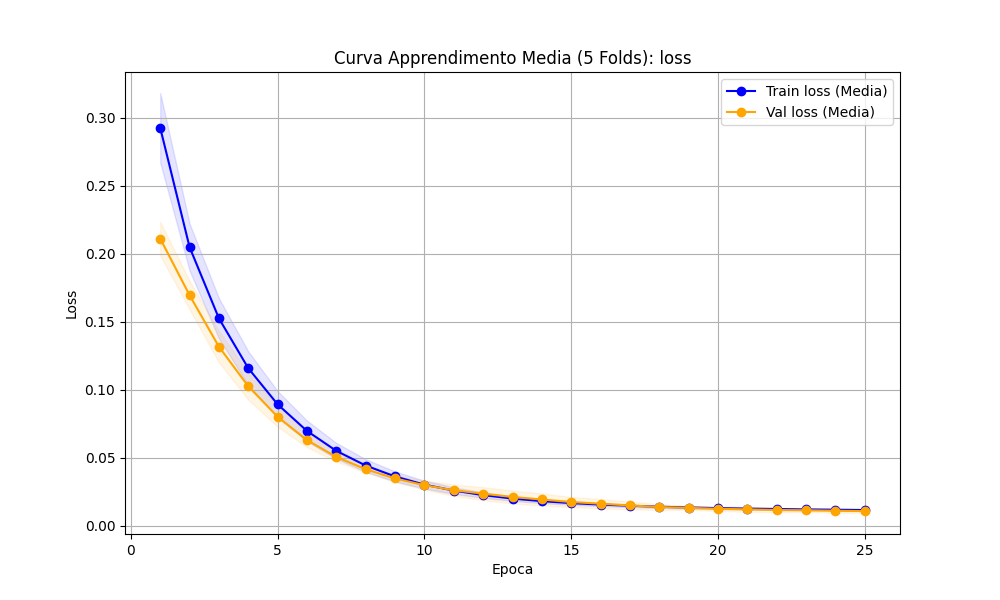 Curva Apprendimento Media (5 Folds): loss
Train loss (Media)
Val loss (Media)
0.30
0.25
0.20
0.15
0.10
0.05
0.00
Loss
0
5
10
15
20
25
Epoca